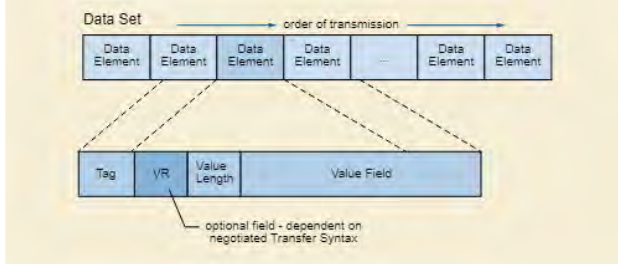 Data Set
order of transmission
Data Element
Data Element
Data Element
Data Element
...
Data Element
Data Element
Tag
VR
Value Length
Value Field
optional field - dependent on
negotiated Transfer Syntax